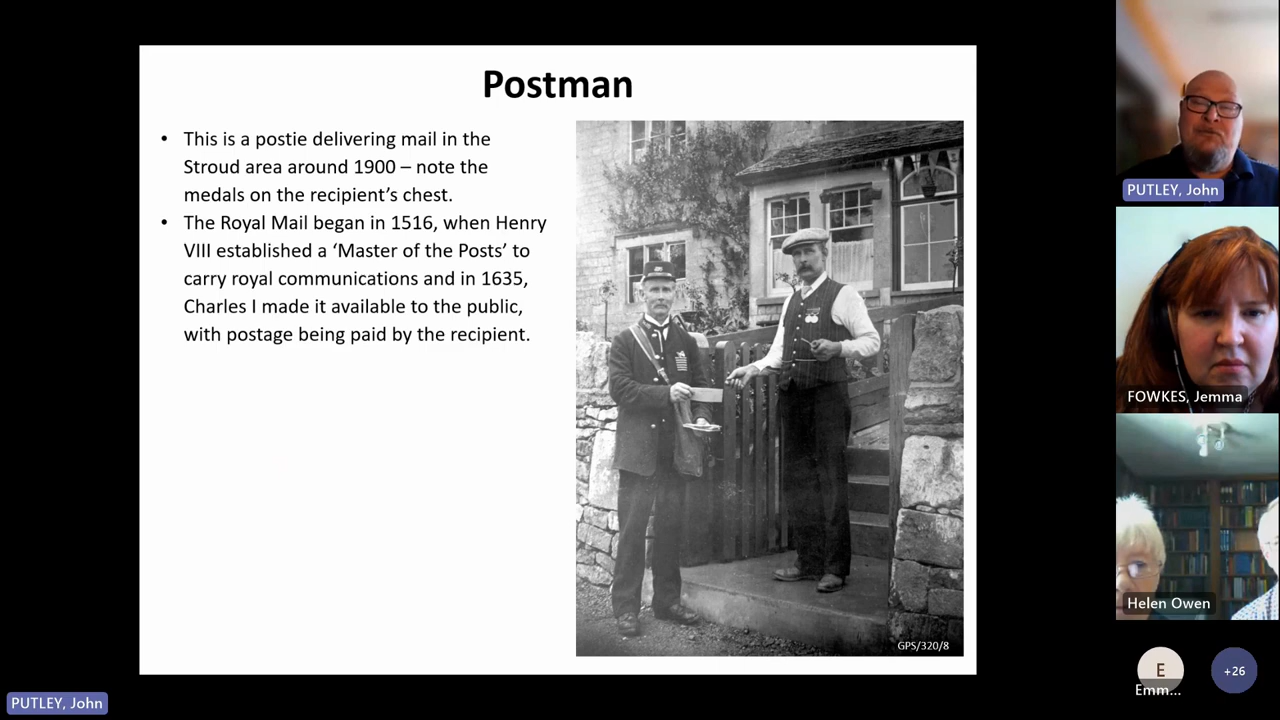 Postman
• This is a postie delivering mail in the
Stroud area around 1900 – note the
medals on the recipient's chest.
• The Royal Mail began in 1516, when Henry
VIII established a ‘Master of the Posts’ to
carry royal communications and in 1635,
Charles I made it available to the public,
with postage being paid by the recipient.
GPS/320/8
PUTLEY, John
FOWKES, Jemma
Helen Owen
E
Emm...
+26
PUTLEY, John